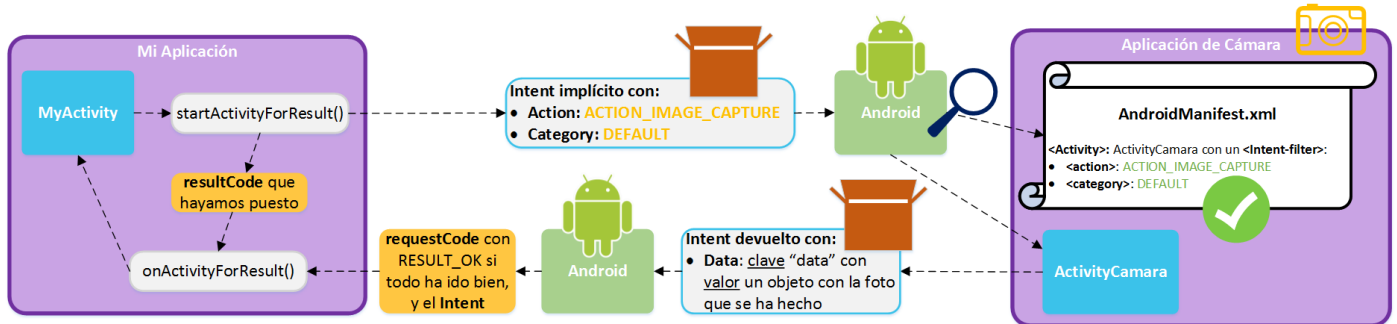 Mi Aplicación
MyActivity
startActivityForResult()
resultCode que
hayamos puesto
onActivityForResult()
Intent implícito con:
• Action: ACTION_IMAGE_CAPTURE
• Category: DEFAULT
Android
Aplicación de Cámara
AndroidManifest.xml
<Activity>: ActivityCamara con un <Intent-filter>:
• <action>: ACTION_IMAGE_CAPTURE
• <category>: DEFAULT
ActivityCamara
Intent devuelto con:
• Data: clave “data” con
valor un objeto con la foto
que se ha hecho
Android
requestCode con
RESULT_OK si
todo ha ido bien,
y el Intent